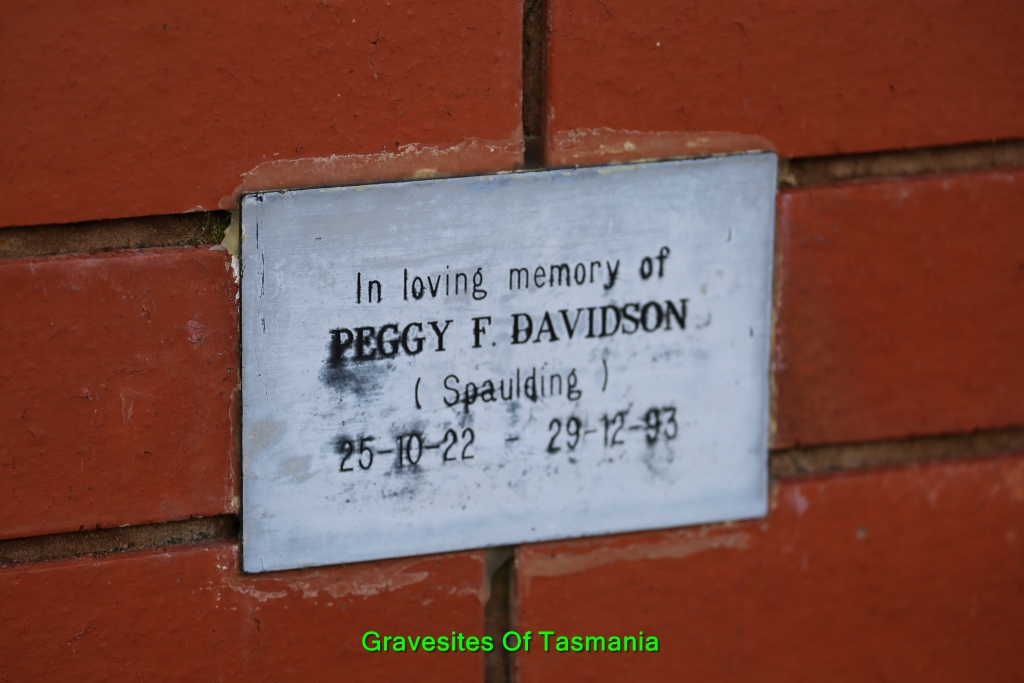 In loving memory of
PEGGY F. DAVIDSON
( Spaulding )
25-10-22 - 29-12-93
Gravesites Of Tasmania